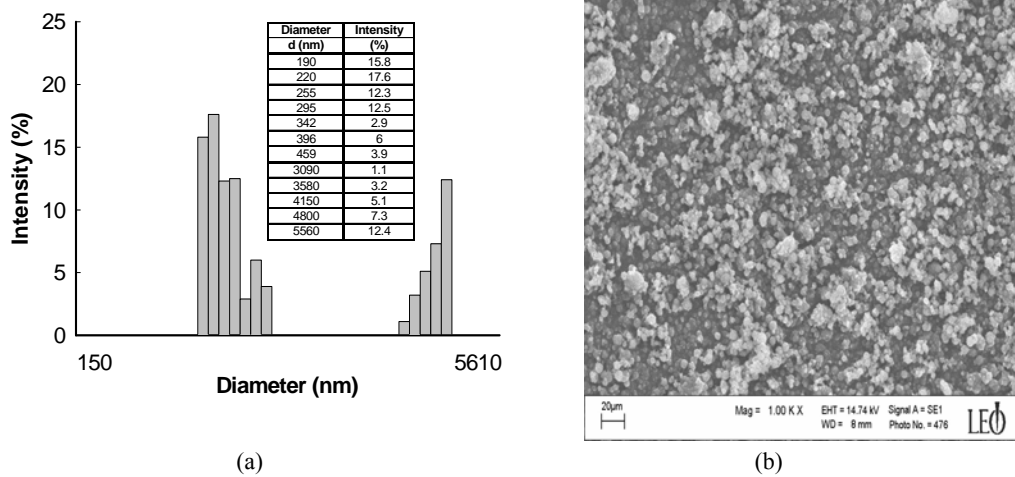 25
20
15
10
5
0
Intensity (%)
150
5610
Diameter (nm)
Diameter Intensity
d (nm) (%)
190 15.8
220 17.6
255 12.3
295 12.5
342 2.9
396 6
459 3.9
3090 1.1
3580 3.2
4150 5.1
4800 7.3
5560 12.4
(a)
20µm
Mag = 1.00 K X
EHT = 14.74 kV Signal A = SE1
WD = 8 mm Photo No. = 476
LEO
(b)